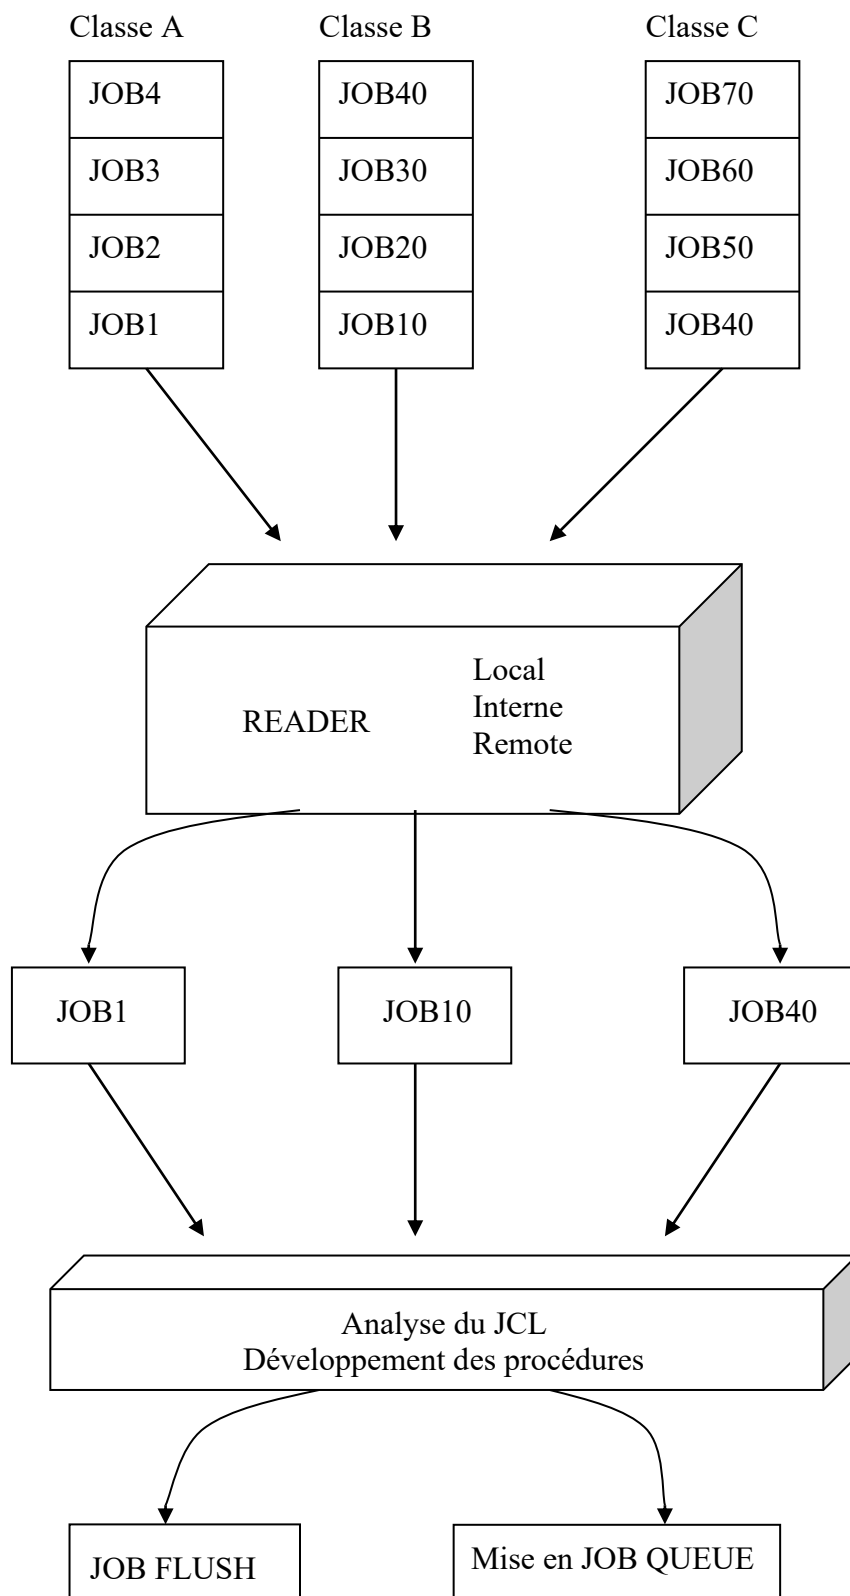 Classe A
Classe B
Classe C
JOB4
JOB40
JOB70
JOB3
JOB30
JOB60
JOB2
JOB20
JOB50
JOB1
JOB10
JOB40
READER
Local
Interne
Remote
JOB1
JOB10
JOB40
Analyse du JCL
Développement des procédures
JOB FLUSH
Mise en JOB QUEUE